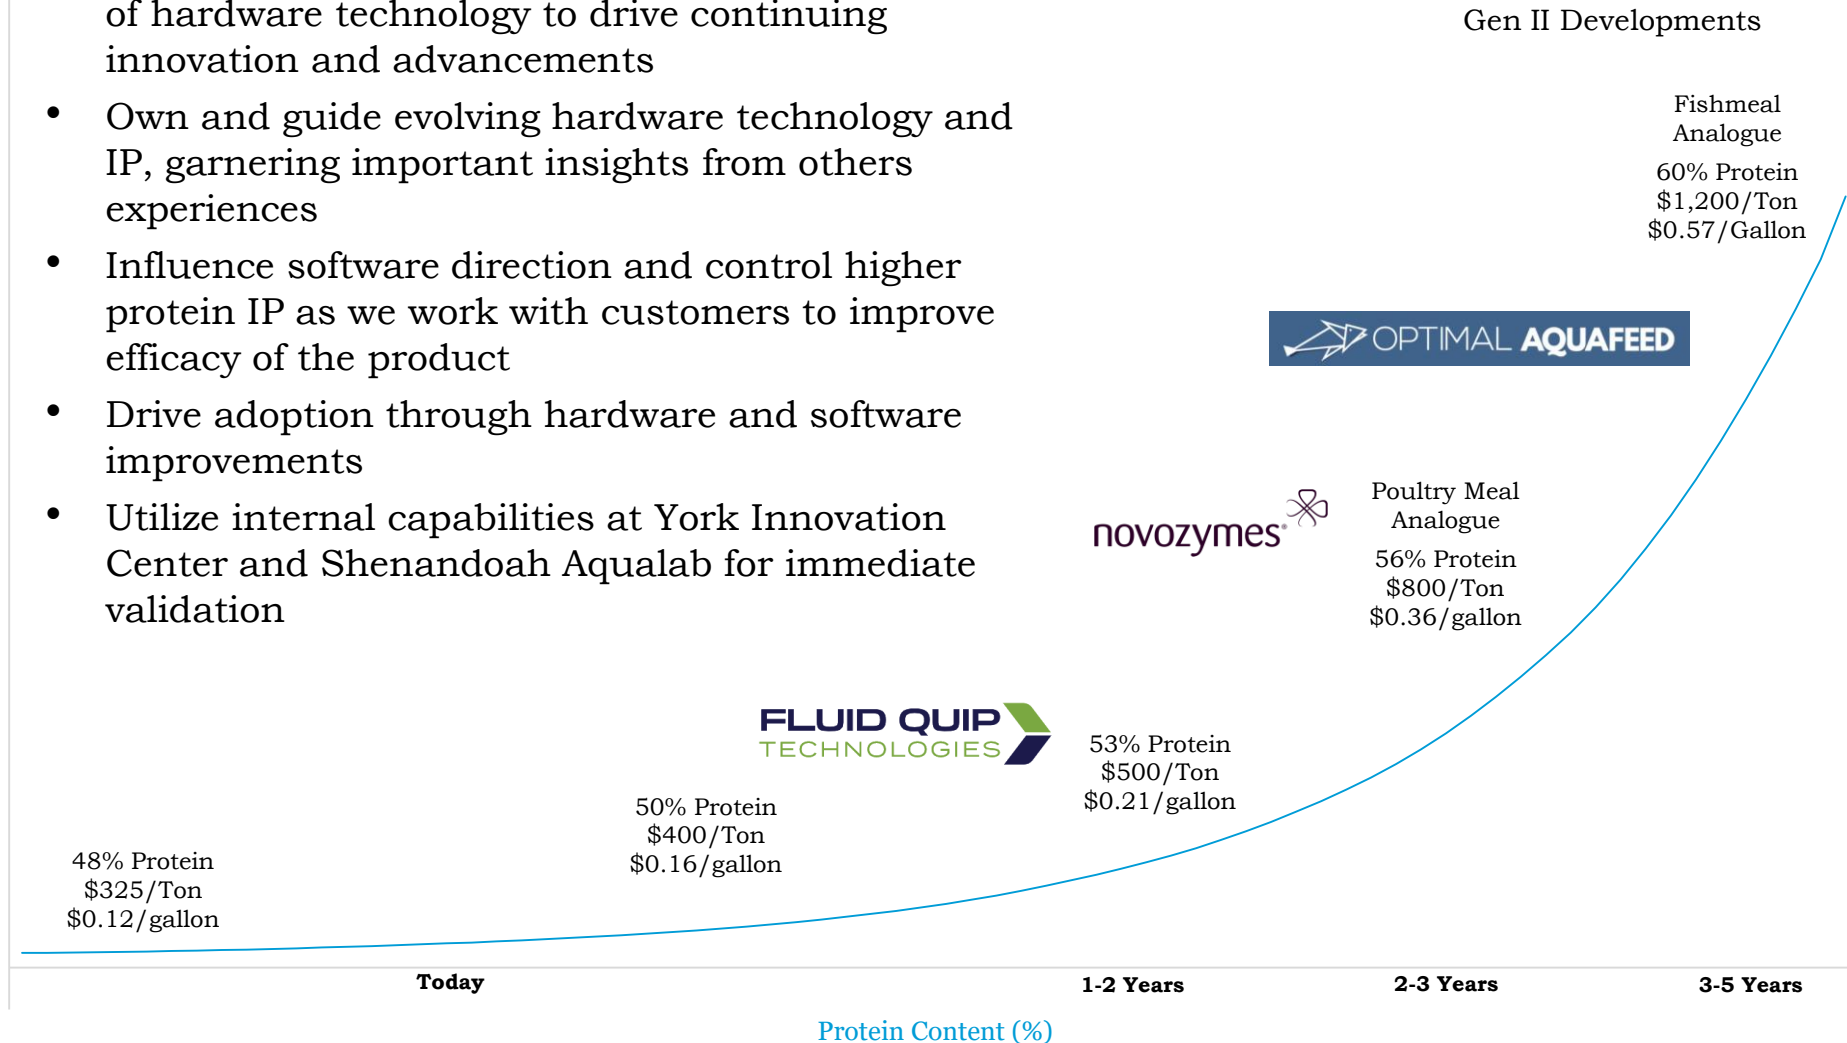 of hardware technology to drive continuing
innovation and advancements
• Own and guide evolving hardware technology and
IP, garnering important insights from others
experiences
• Influence software direction and control higher
protein IP as we work with customers to improve
efficacy of the product
• Drive adoption through hardware and software
improvements
• Utilize internal capabilities at York Innovation
Center and Shenandoah Aqualab for immediate
validation
Gen II Developments
Fishmeal
Analogue
60% Protein
$1,200/Ton
$0.57/Gallon
OPTIMAL AQUAFEED
novozymes
Poultry Meal
Analogue
56% Protein
$800/Ton
$0.36/gallon
FLUID QUIP
TECHNOLOGIES
53% Protein
$500/Ton
$0.21/gallon
50% Protein
$400/Ton
$0.16/gallon
48% Protein
$325/Ton
$0.12/gallon
Today
1-2 Years
2-3 Years
3-5 Years
Protein Content (%)